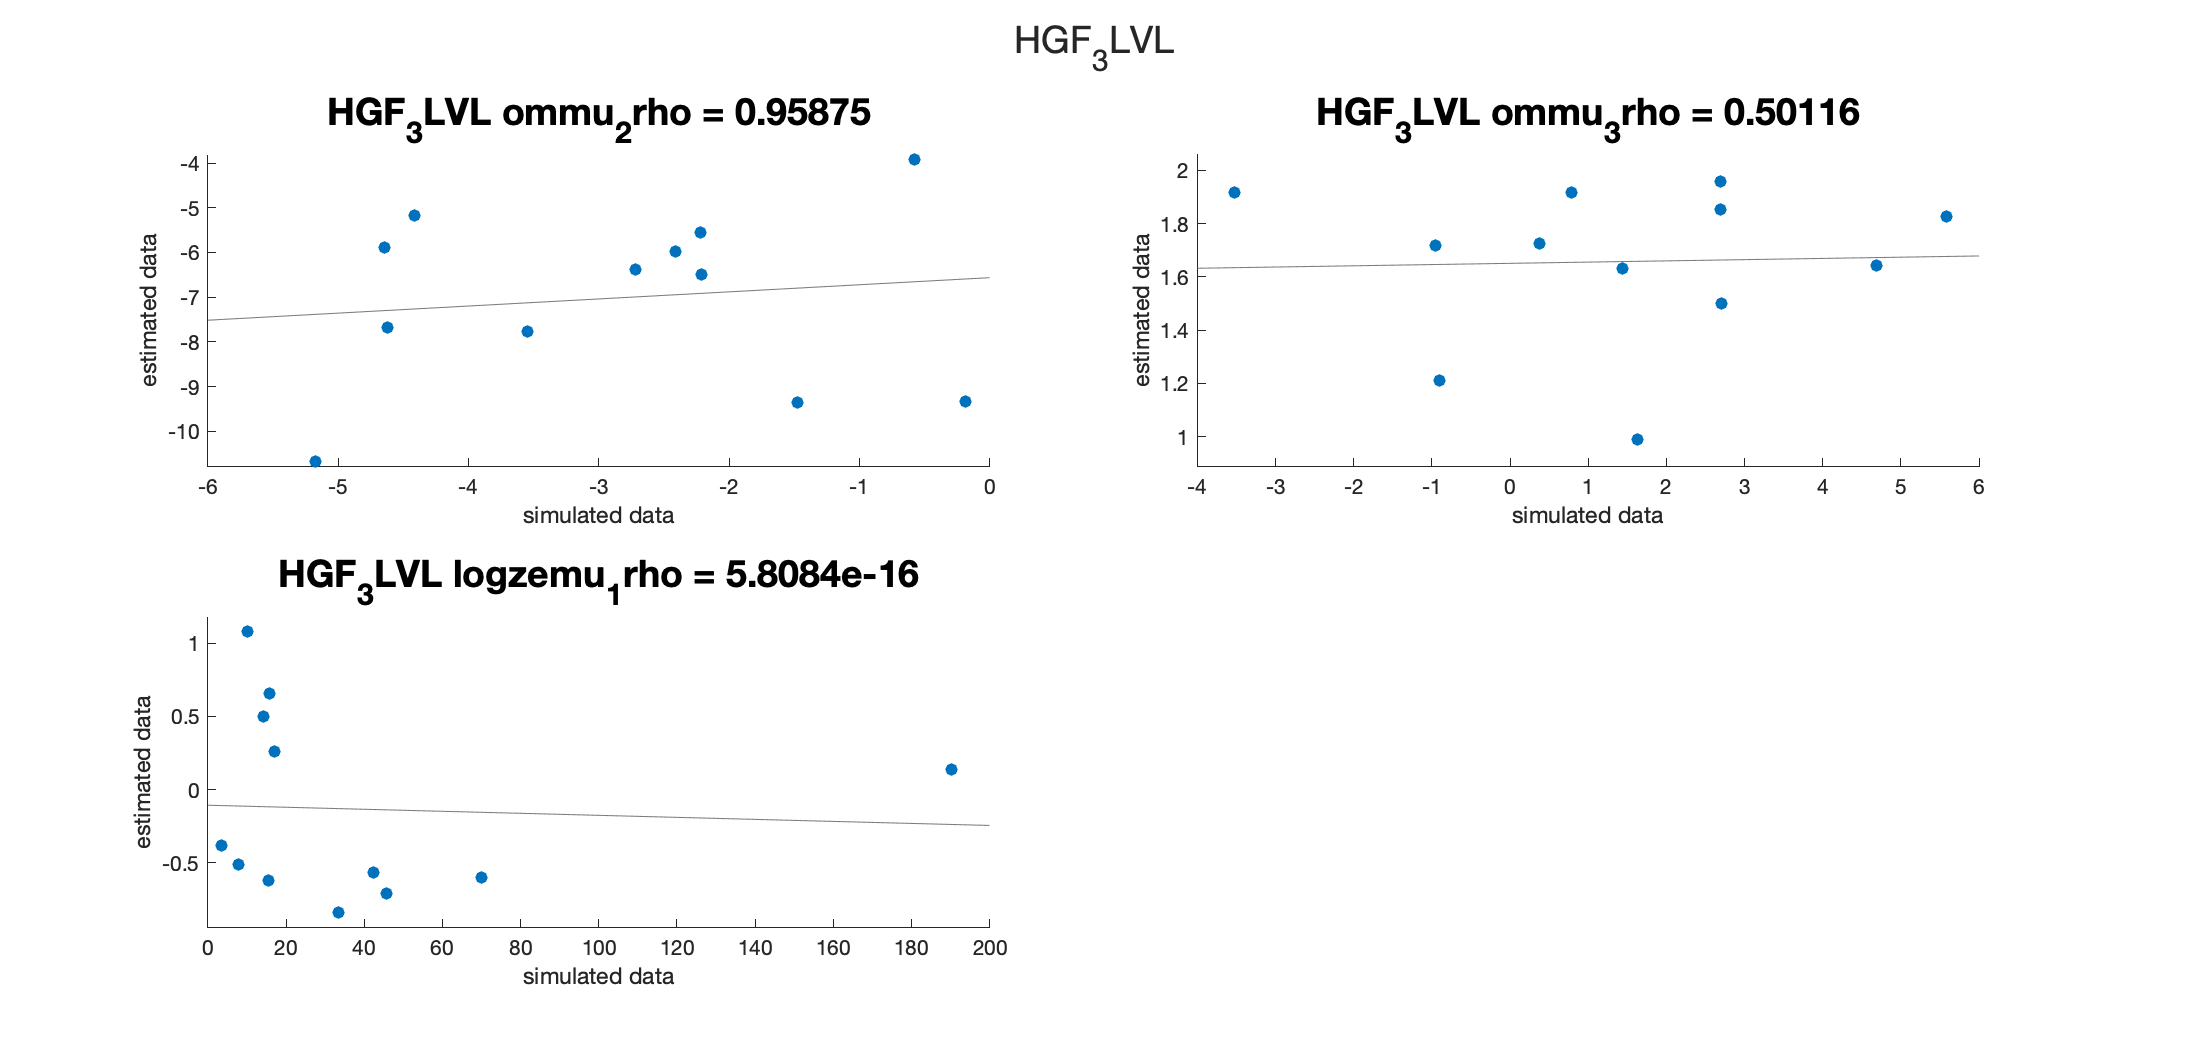 HGF3LVL
HGF3LVL ommu2rho = 0.95875
-4
-5
-6
-7
-8
-9
-10
estimated data
-6 -5 -4 -3 -2 -1 0
simulated data
HGF3LVL ommu3rho = 0.50116
2
1.8
1.6
1.4
1.2
1
estimated data
-4 -3 -2 -1 0 1 2 3 4 5 6
simulated data
HGF3LVL logzemu1rho = 5.8084e-16
1
0.5
0
-0.5
estimated data
0 20 40 60 80 100 120 140 160 180 200
simulated data